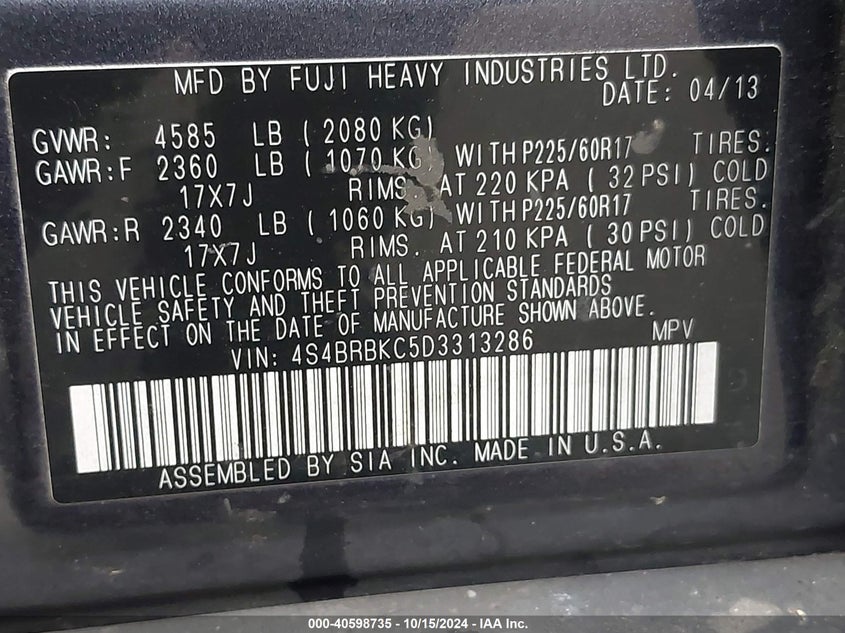 MFD BY FUJI HEAVY INDUSTRIES LTD.
DATE: 04/13
GVWR: 4585 LB ( 2080 KG)
GAWR:F 2360 LB ( 1070 KG) WITH P225/60R17 TIRES.
17X7J RIMS. AT 220 KPA ( 32 PSI) COLD
GAWR:R 2340 LB ( 1060 KG) WITH P225/60R17 TIRES.
17X7J RIMS. AT 210 KPA ( 30 PSI) COLD
THIS VEHICLE CONFORMS TO ALL APPLICABLE FEDERAL MOTOR
VEHICLE SAFETY AND THEFT PREVENTION STANDARDS
IN EFFECT ON THE DATE OF MANUFACTURE SHOWN ABOVE.
VIN: 4S4BRBKC5D3313286 MPV
ASSEMBLED BY SIA INC. MADE IN U.S.A.
000-40598735 - 10/15/2024 - IAA Inc.